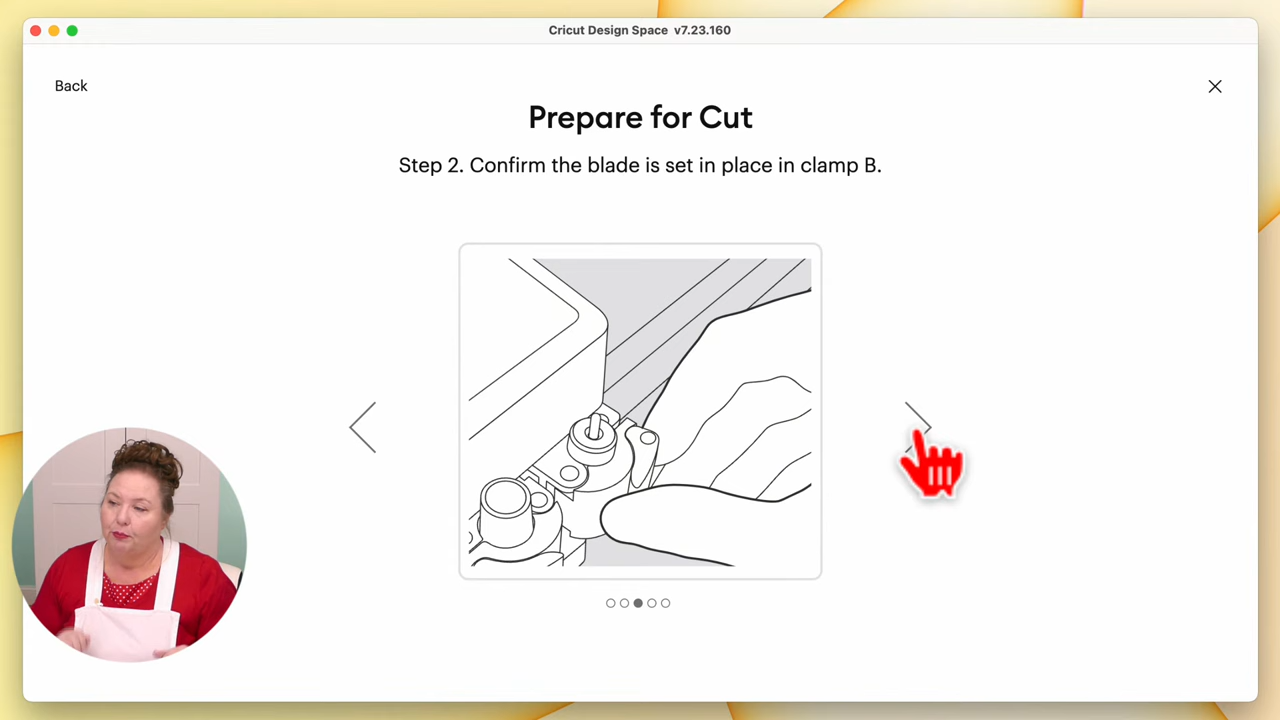 Cricut Design Space v7.23.160
Back
Prepare for Cut
Step 2. Confirm the blade is set in place in clamp B.